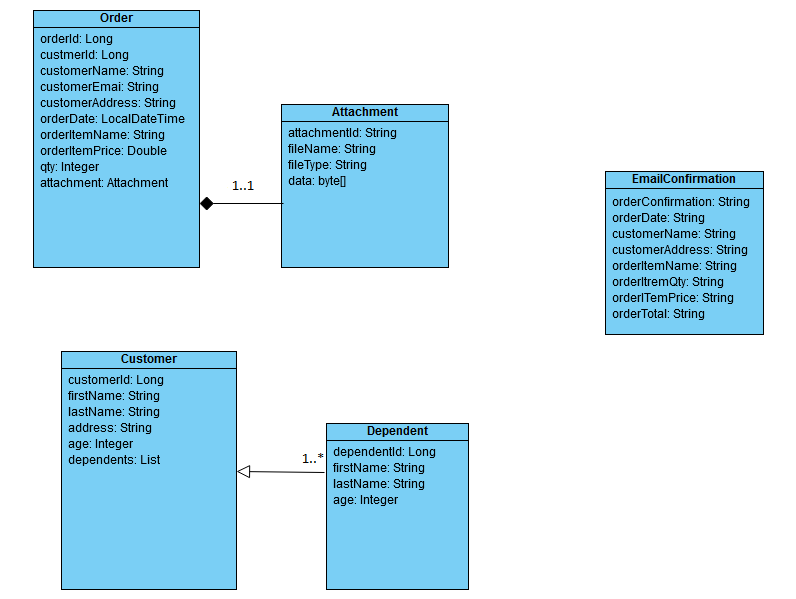 Order
orderId: Long
custmerId: Long
customerName: String
customerEmai: String
customerAddress: String
orderDate: LocalDateTime
orderItemName: String
orderItemPrice: Double
qty: Integer
attachment: Attachment
1..1
Attachment
attachmentId: String
fileName: String
fileType: String
data: byte[]
EmailConfirmation
orderConfirmation: String
orderDate: String
customerName: String
customerAddress: String
orderItemName: String
orderItremQty: String
orderITemPrice: String
orderTotal: String
Customer
customerId: Long
firstName: String
lastName: String
address: String
age: Integer
dependents: List
1..*
Dependent
dependentId: Long
firstName: String
lastName: String
age: Integer